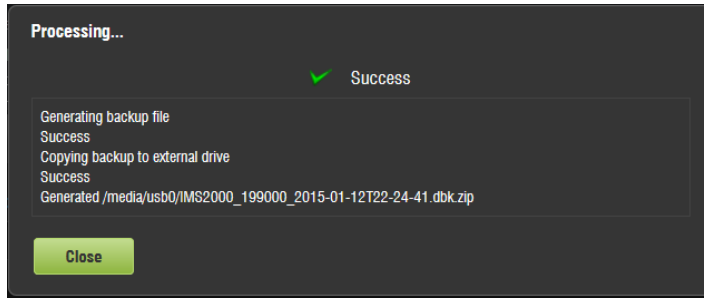 Processing...
Success
Generating backup file
Success
Copying backup to external drive
Success
Generated /media/usb0/IMS2000_199000_2015-01-12T22-24-41.dbk.zip
Close